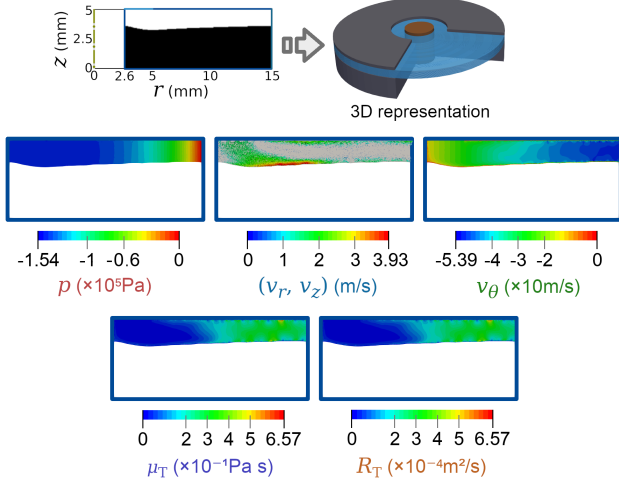 5
2.5
0
z (mm)
0 2.6 5 10 15
r (mm)
3D representation
-1.54 -1 -0.6 0
p (×10⁵Pa)
0 1 2 3.93
(v_r, v_z) (m/s)
-5.39 -4 -3 -2 0
v_θ (×10m/s)
0 2 3 4 5 6.57
μ_T (×10⁻¹Pa s)
0 2 3 4 5 6.57
R_T (×10⁻⁴m²/s)